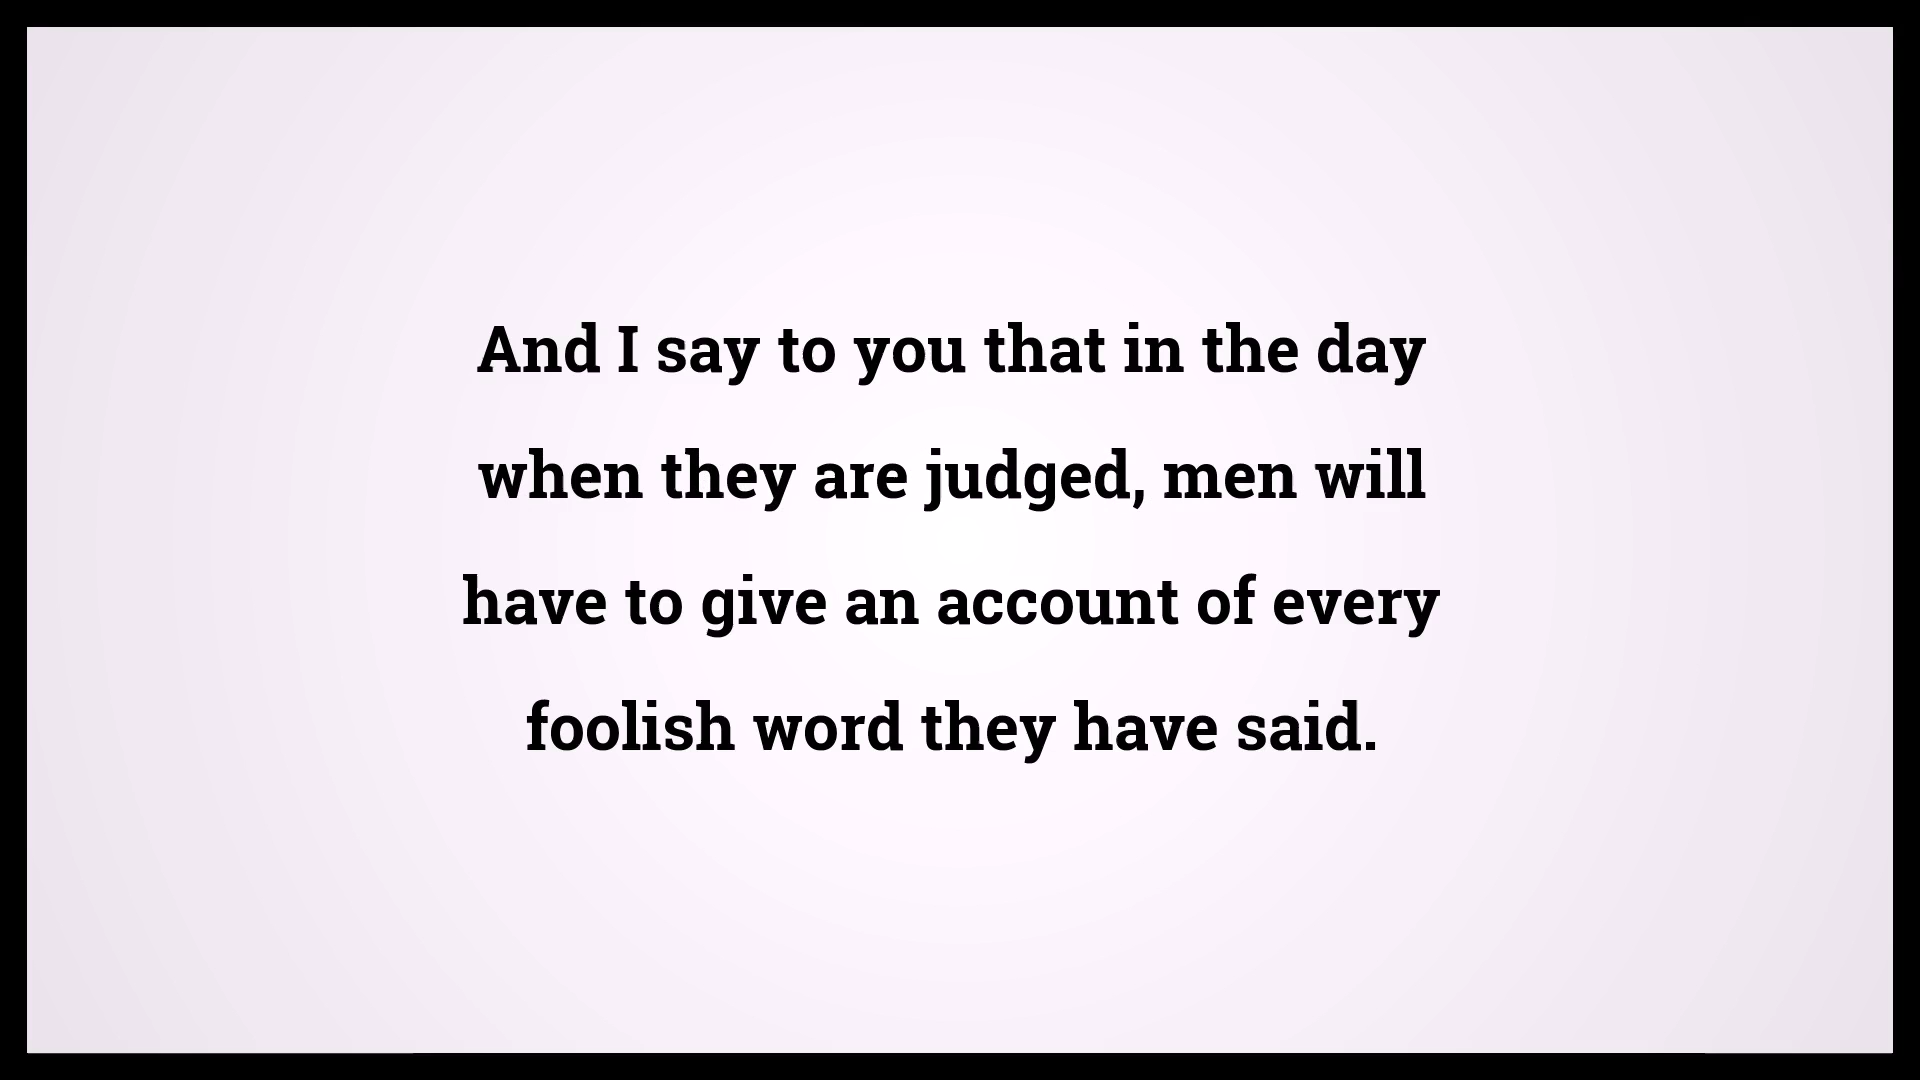 And I say to you that in the day
when they are judged, men will
have to give an account of every
foolish word they have said.